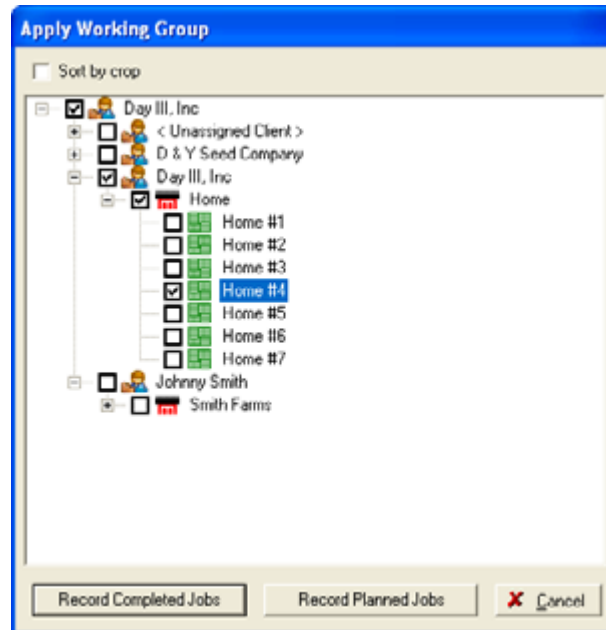 Apply Working Group
Sort by crop
Day III, Inc
< Unassigned Client >
D & Y Seed Company
Day III, Inc
Home
Home #1
Home #2
Home #3
Home #4
Home #5
Home #6
Home #7
Johnny Smith
Smith Farms
Record Completed Jobs
Record Planned Jobs
Cancel